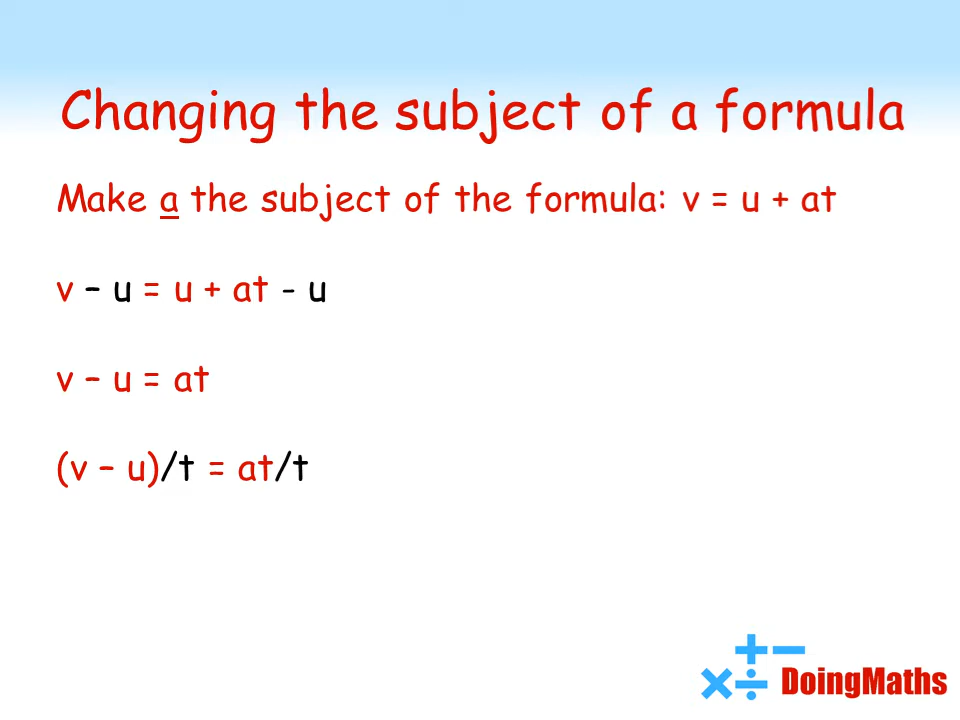 Changing the subject of a formula
Make a the subject of the formula: v = u + at
v – u = u + at - u
v – u = at
(v – u)/t = at/t
DoingMaths